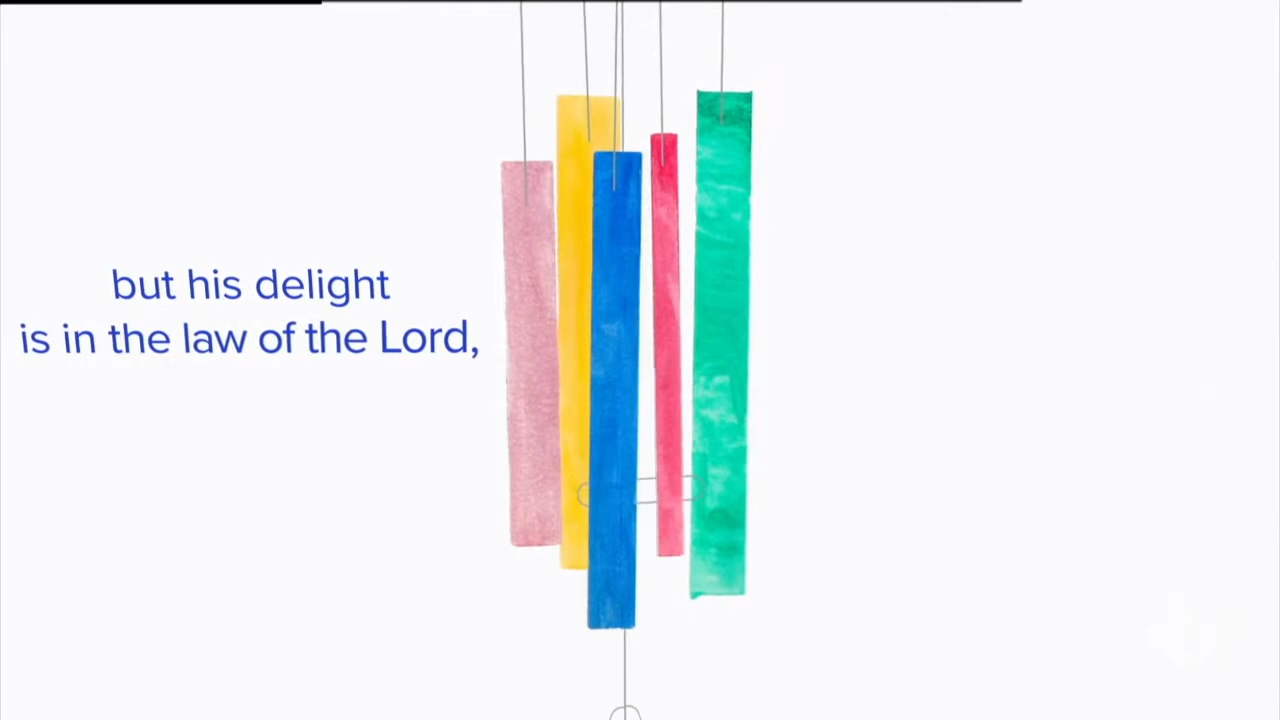 but his delight
is in the law of the Lord,